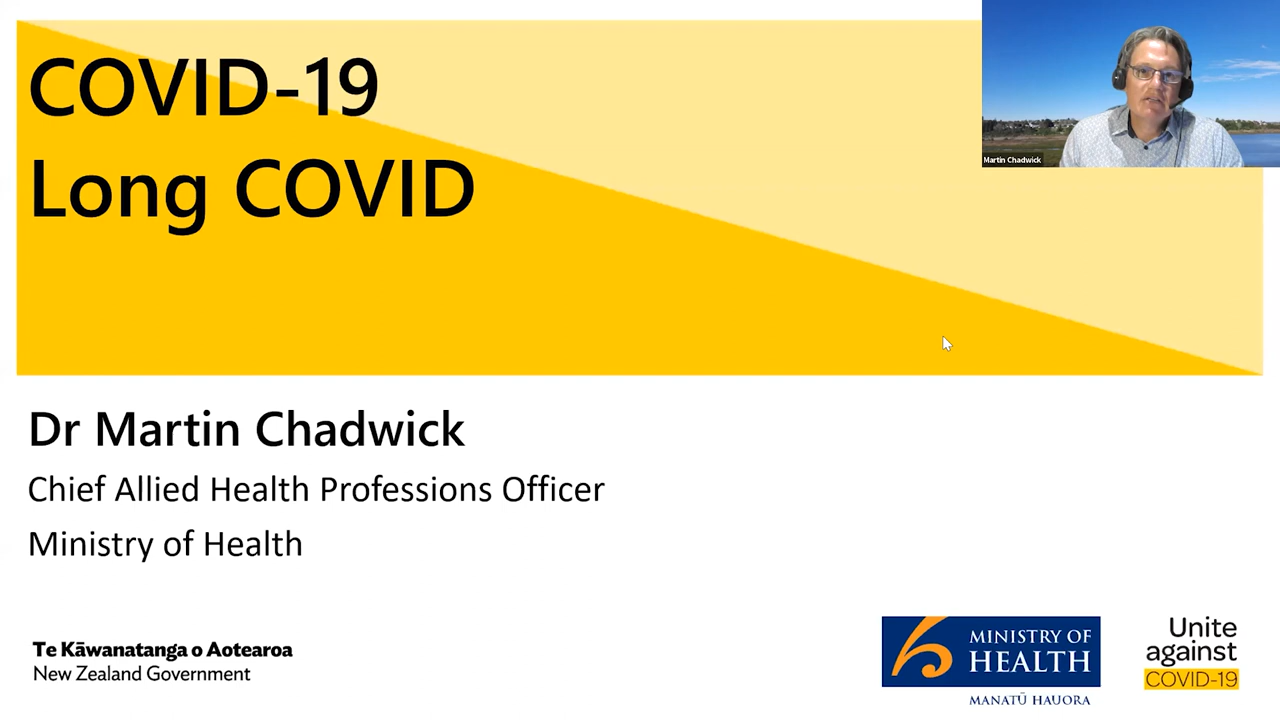 COVID-19
Long COVID
Martin Chadwick
Dr Martin Chadwick
Chief Allied Health Professions Officer
Ministry of Health
Te Kāwanatanga o Aotearoa
New Zealand Government
MINISTRY OF
HEALTH
MANATŪ HAUORA
Unite
against
COVID-19